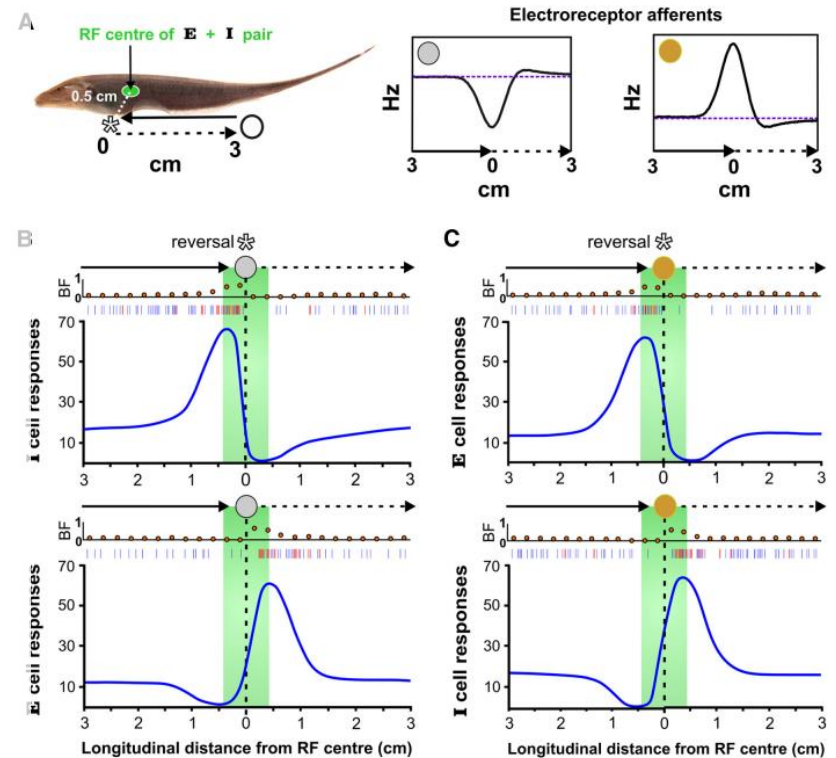 A
RF centre of E + I pair
0.5 cm
0
3
cm
Electroreceptor afferents
Hz
3
0
3
cm
Hz
3
0
3
cm
B
reversal
BF
1
0
70
50
30
10
I cell responses
3
2
1
0
1
2
3
BF
1
0
70
50
30
10
E cell responses
3
2
1
0
1
2
3
Longitudinal distance from RF centre (cm)
C
reversal
BF
1
0
70
50
30
10
E cell responses
3
2
1
0
1
2
3
BF
1
0
70
50
30
10
I cell responses
3
2
1
0
1
2
3
Longitudinal distance from RF centre (cm)